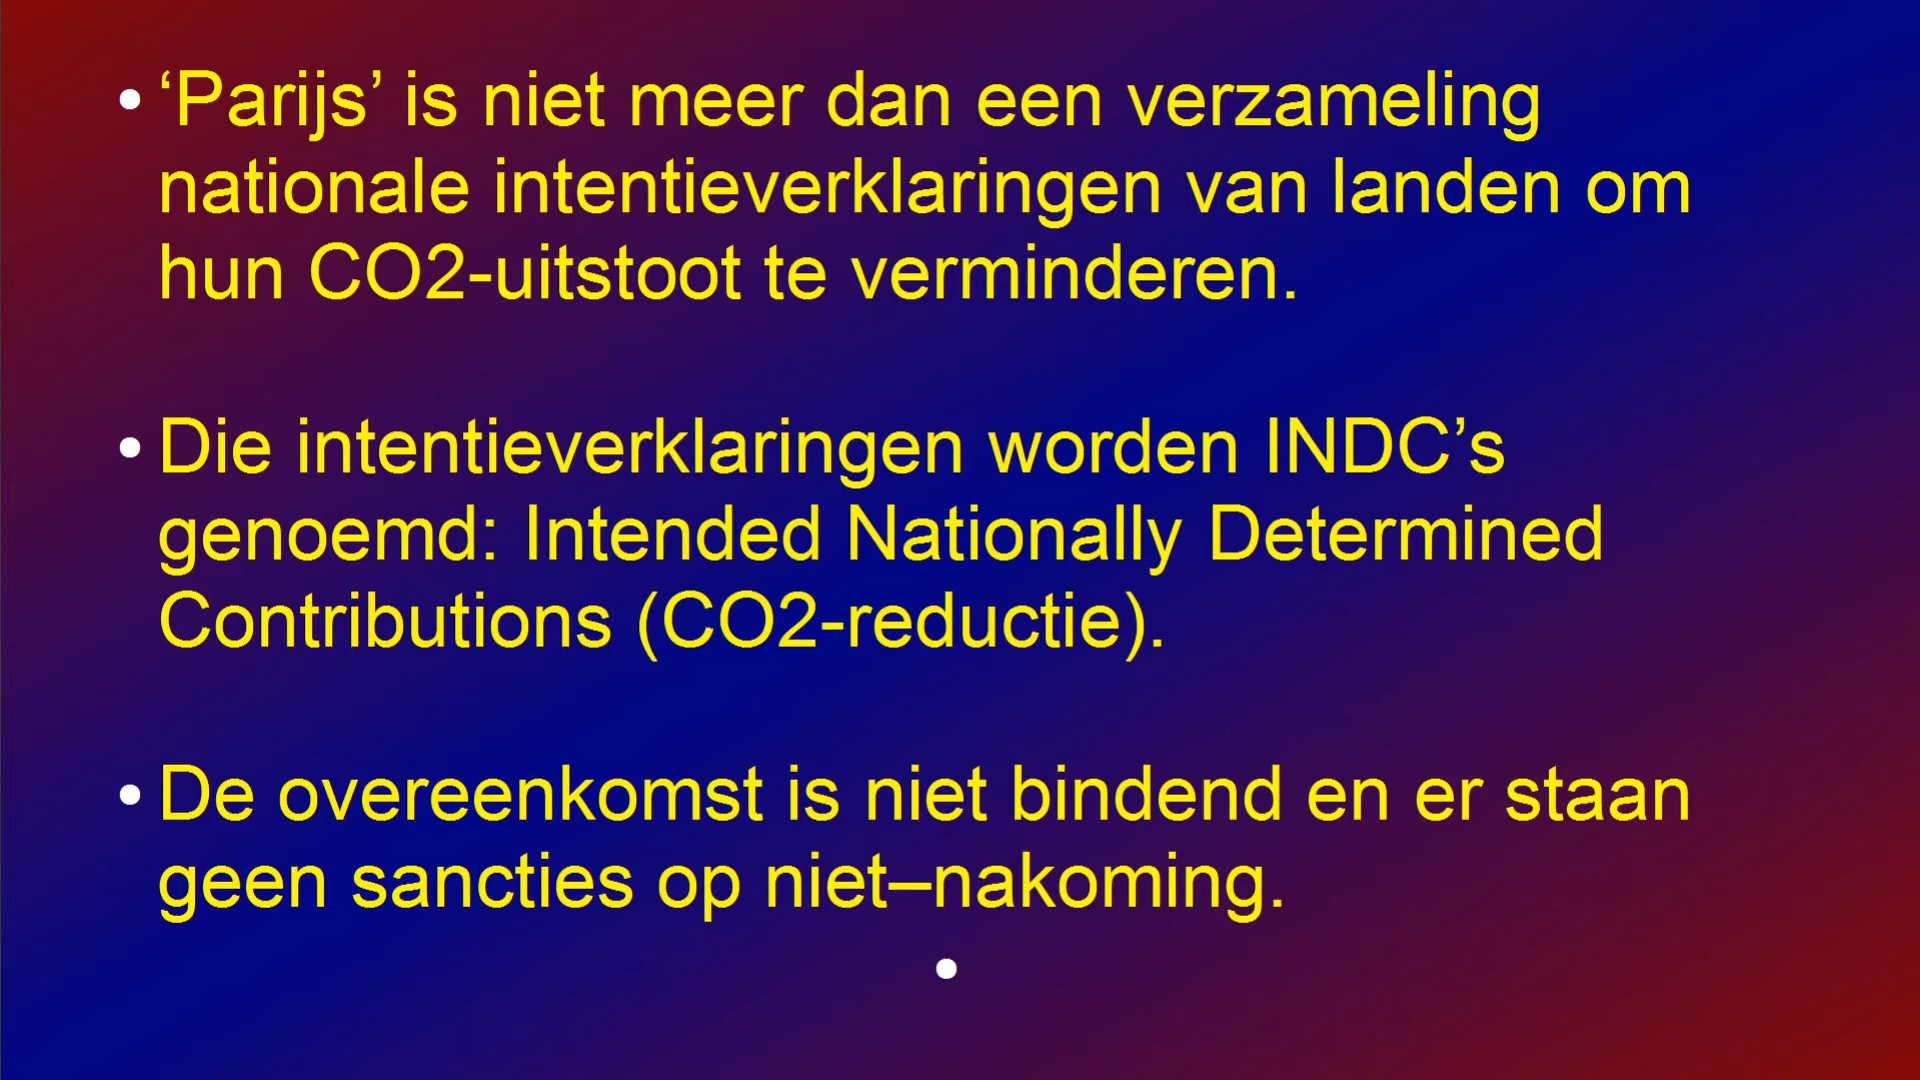 • ‘Parijs’ is niet meer dan een verzameling
nationale intentieverklaringen van landen om
hun CO2-uitstoot te verminderen.
• Die intentieverklaringen worden INDC’s
genoemd: Intended Nationally Determined
Contributions (CO2-reductie).
• De overeenkomst is niet bindend en er staan
geen sancties op niet–nakoming.
•